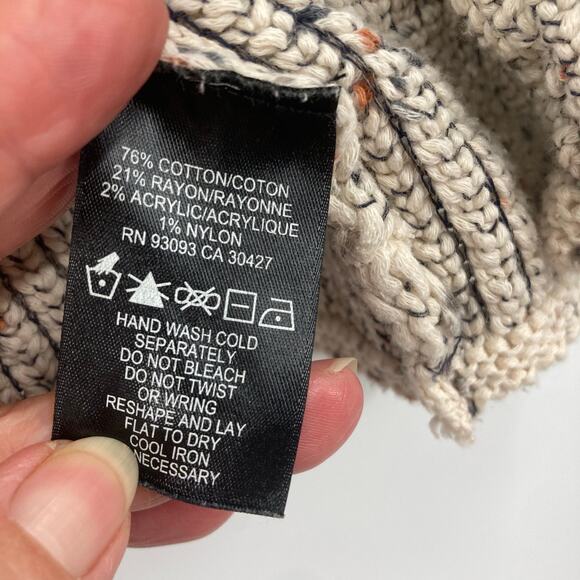 76% COTTON/COTON
21% RAYON/RAYONNE
2% ACRYLIC/ACRYLIQUE
1% NYLON
RN 93093 CA 30427
HAND WASH COLD
SEPARATELY
DO NOT BLEACH
DO NOT TWIST
OR WRING
RESHAPE AND LAY
FLAT TO DRY
COOL IRON
NECESSARY